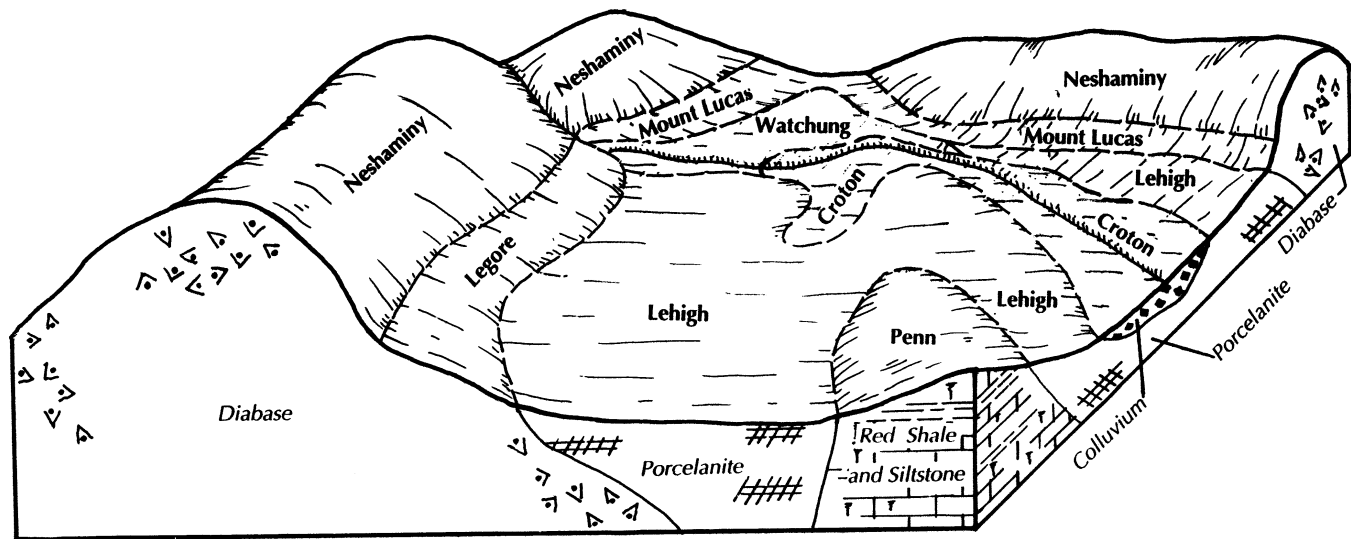 Neshaminy
Neshaminy
Mount Lucas
Watchung
Neshaminy
Mount Lucas
Neshaminy
Lehigh
Croton
Croton
Legore
Lehigh
Lehigh
Penn
Diabase
Porcelanite
Red Shale
and Siltstone
Colluvium
Porcelanite
Diabase